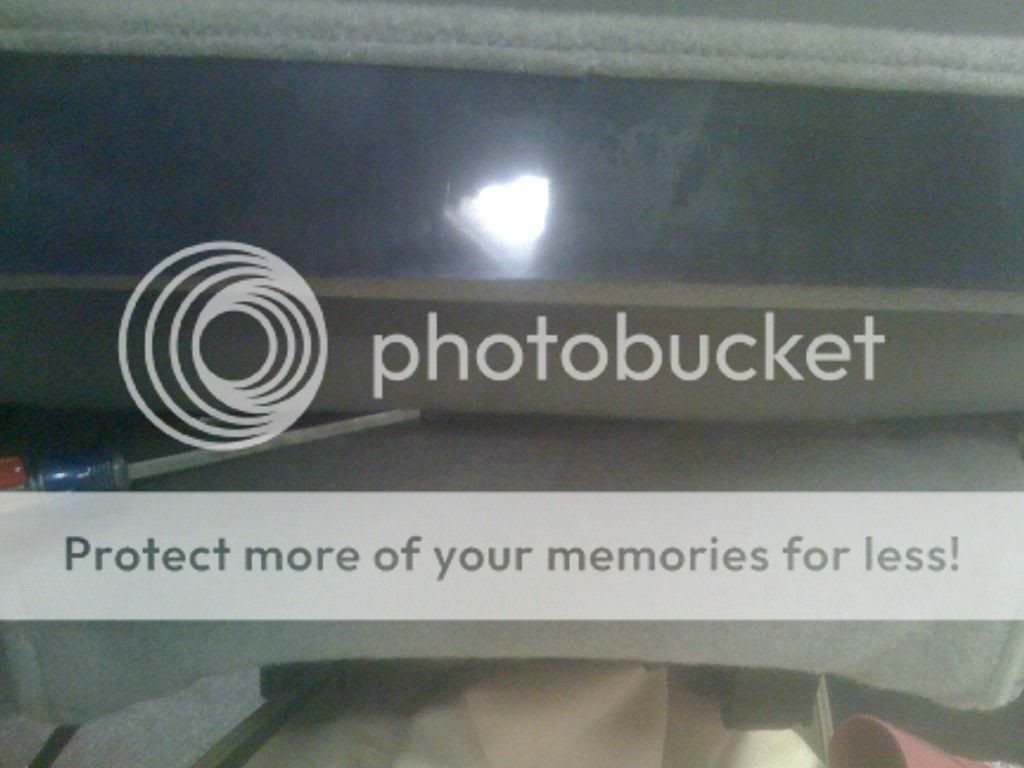 photobucket
Protect more of your memories for less!